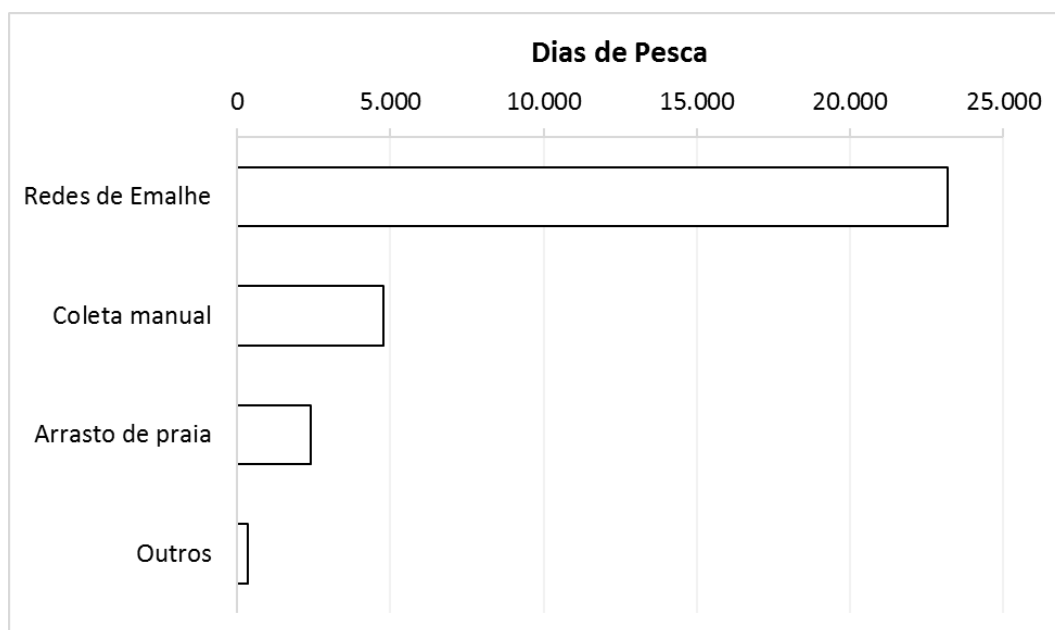 Dias de Pesca
0 5.000 10.000 15.000 20.000 25.000
Redes de Emalhe
Coleta manual
Arrasto de praia
Outros